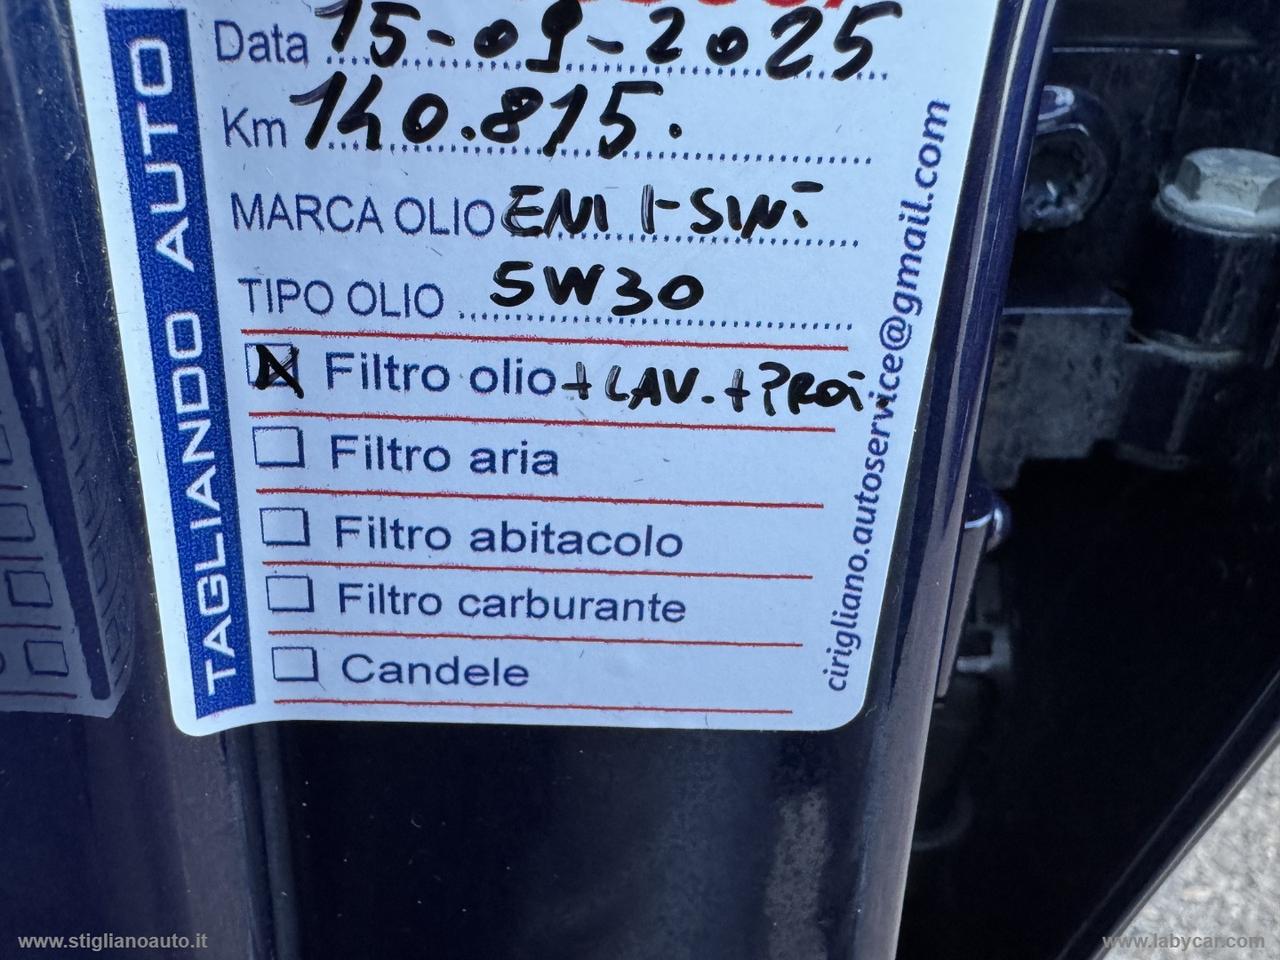 Data 15-09-2025
Km 140.815.
MARCA OLIO ENI I-SINT
TIPO OLIO 5W30
Filtro olio + LAV. +
Filtro aria
Filtro abitacolo
Filtro carburante
Candele
TAGLIANDO AUTO
cirigliano.autoservice@gmail.com
www.stiglianoauto.it
www.labycar.com